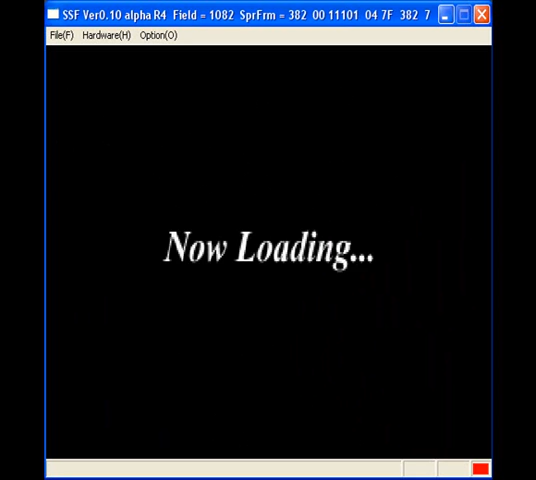 SSF Ver0.10 alpha R4 Field = 1082 SprFrm = 382 00 11101 04 7F 382 7
File(F) Hardware(H) Option(O)
Now Loading...